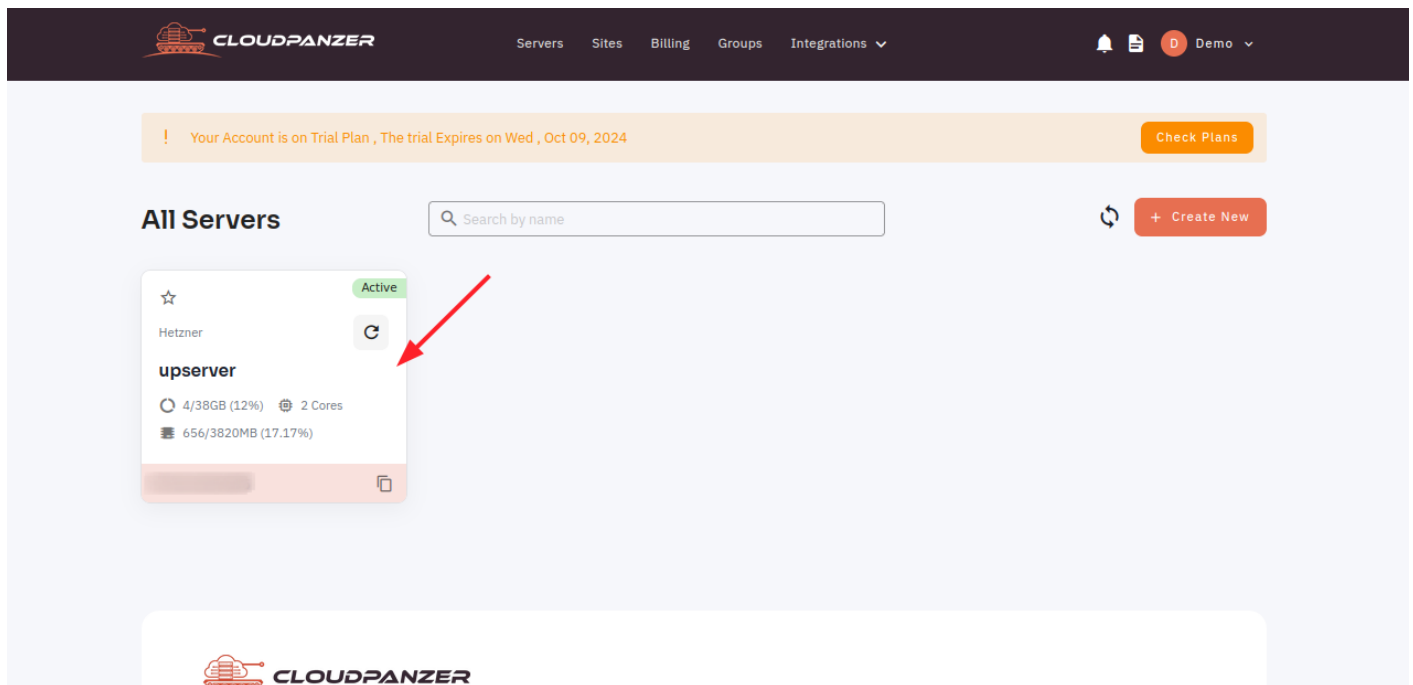 CLOUDPANZER
Servers Sites Billing Groups Integrations
D Demo
! Your Account is on Trial Plan , The trial Expires on Wed , Oct 09, 2024
Check Plans
All Servers
Search by name
+ Create New
Active
Hetzner
upserver
4/38GB (12%) 2 Cores
656/3820MB (17.17%)
CLOUDPANZER